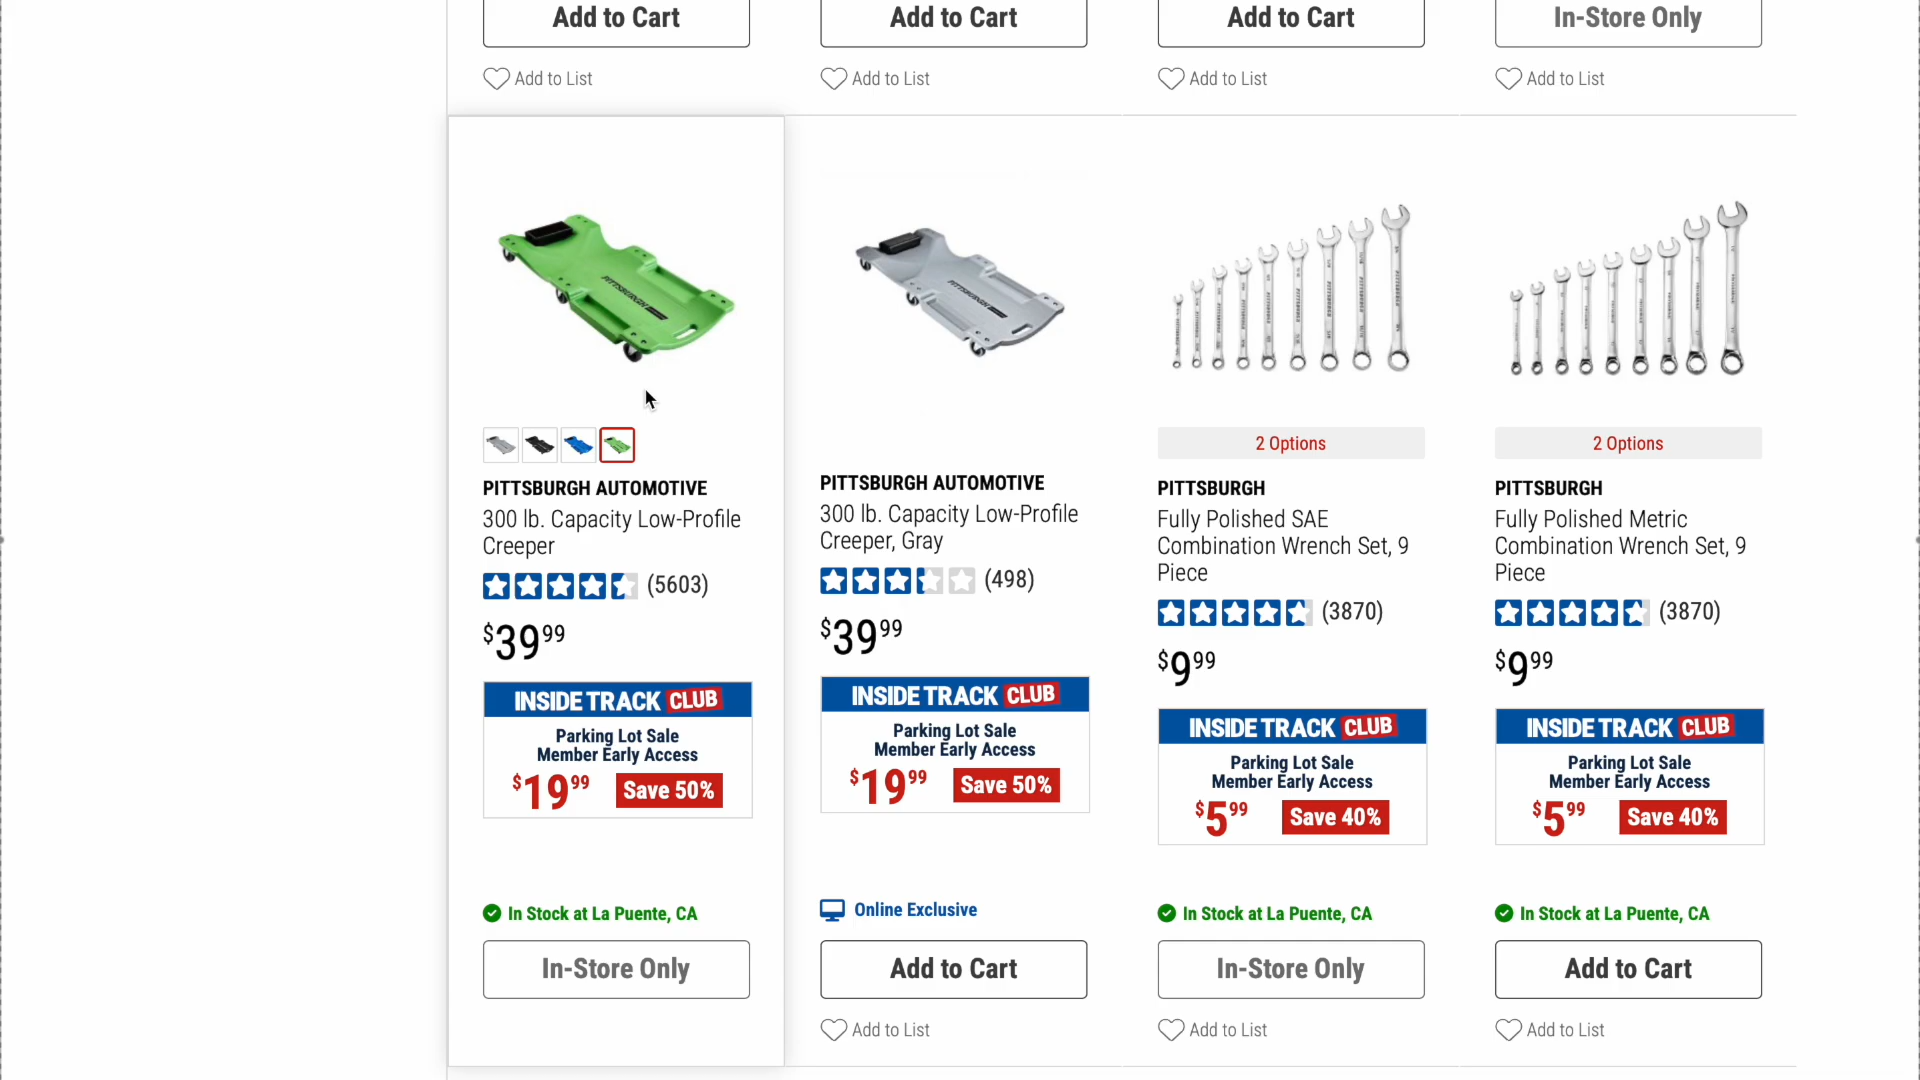 Add to Cart
Add to Cart
Add to Cart
In-Store Only
Add to List
Add to List
Add to List
Add to List
PITTSBURGH
PITTSBURGH
2 Options
2 Options
PITTSBURGH AUTOMOTIVE
300 lb. Capacity Low-Profile
Creeper
(5603)
$39 99
INSIDE TRACK CLUB
Parking Lot Sale
Member Early Access
$19 99 Save 50%
In Stock at La Puente, CA
In-Store Only
PITTSBURGH AUTOMOTIVE
300 lb. Capacity Low-Profile
Creeper, Gray
(498)
$39 99
INSIDE TRACK CLUB
Parking Lot Sale
Member Early Access
$19 99 Save 50%
Online Exclusive
Add to Cart
Add to List
PITTSBURGH
Fully Polished SAE
Combination Wrench Set, 9
Piece
(3870)
$9 99
INSIDE TRACK CLUB
Parking Lot Sale
Member Early Access
$5 99 Save 40%
In Stock at La Puente, CA
In-Store Only
Add to List
PITTSBURGH
Fully Polished Metric
Combination Wrench Set, 9
Piece
(3870)
$9 99
INSIDE TRACK CLUB
Parking Lot Sale
Member Early Access
$5 99 Save 40%
In Stock at La Puente, CA
Add to Cart
Add to List